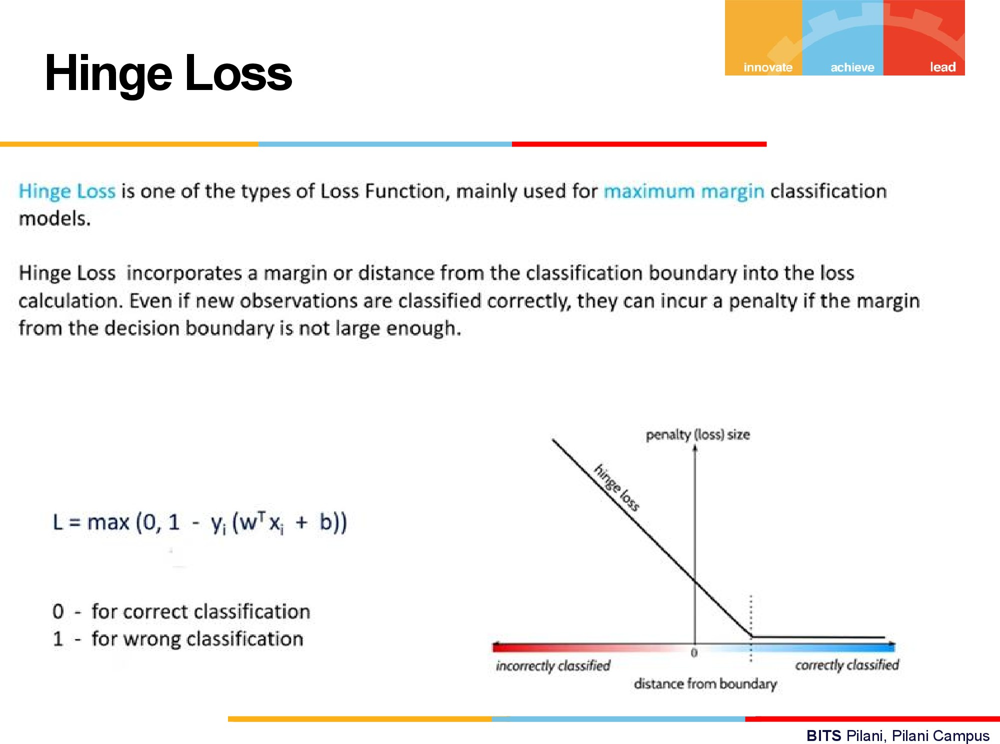 innovate achieve lead
Hinge Loss
Hinge Loss is one of the types of Loss Function, mainly used for maximum margin classification
models.
Hinge Loss incorporates a margin or distance from the classification boundary into the loss
calculation. Even if new observations are classified correctly, they can incur a penalty if the margin
from the decision boundary is not large enough.
L = max (0, 1 - yᵢ (wᵀ xᵢ + b))
0 - for correct classification
1 - for wrong classification
penalty (loss) size
hinge loss
0
incorrectly classified
correctly classified
distance from boundary
BITS Pilani, Pilani Campus